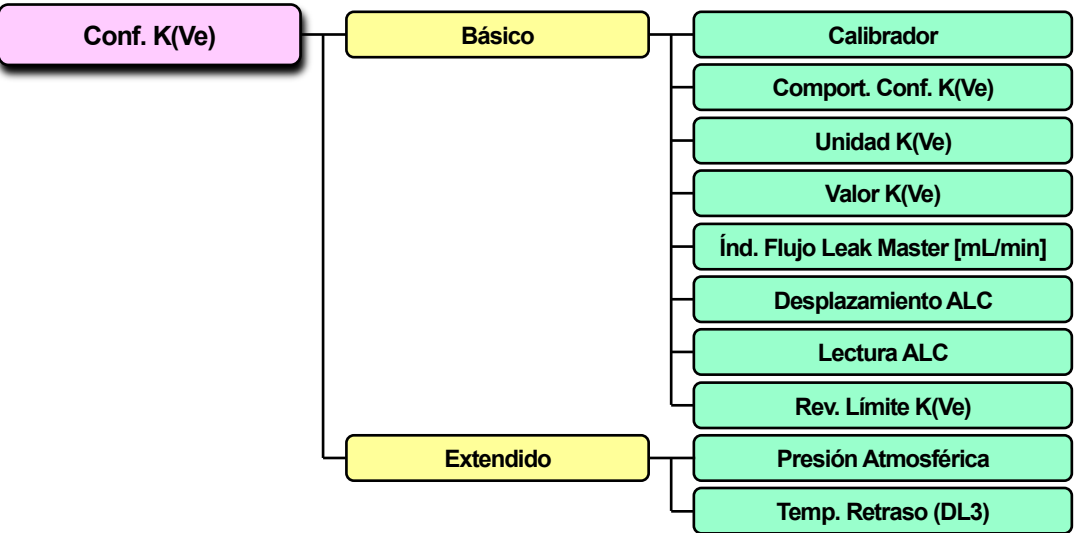 Conf. K(Ve)
Básico
Calibrador
Comport. Conf. K(Ve)
Unidad K(Ve)
Valor K(Ve)
Índ. Flujo Leak Master [mL/min]
Desplazamiento ALC
Lectura ALC
Rev. Límite K(Ve)
Extendido
Presión Atmosférica
Temp. Retraso (DL3)